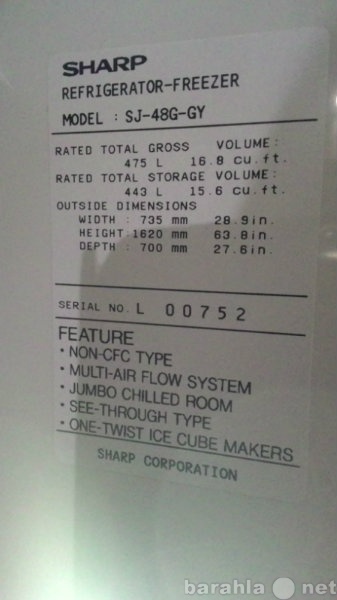 SHARP
REFRIGERATOR-FREEZER
MODEL : SJ-48G-GY
RATED TOTAL GROSS VOLUME:
475 L 16.8 cu.ft.
RATED TOTAL STORAGE VOLUME:
443 L 15.6 cu.ft.
OUTSIDE DIMENSIONS
WIDTH : 735 mm 28.9in.
HEIGHT:1620 mm 63.8in.
DEPTH : 700 mm 27.6in.
SERIAL NO. L 00752
FEATURE
• NON-CFC TYPE
• MULTI-AIR FLOW SYSTEM
• JUMBO CHILLED ROOM
• SEE-THROUGH TYPE
• ONE-TWIST ICE CUBE MAKERS
SHARP CORPORATION
barahla net